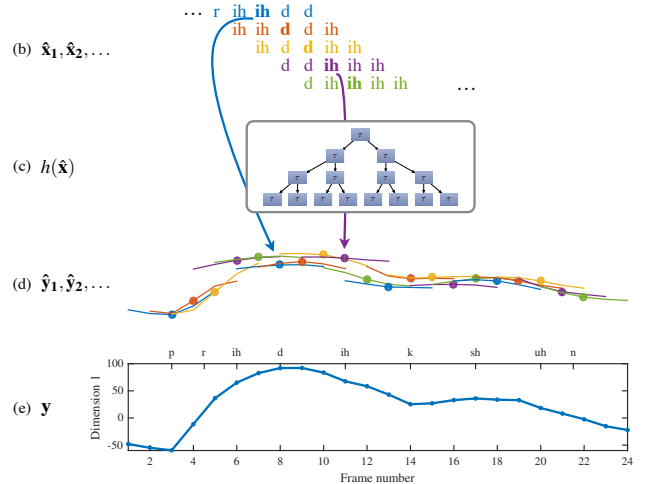 … r ih ih d d
ih ih d d ih
(b) x̂₁, x̂₂, … ih d d ih ih
d d ih ih ih
d ih ih ih ih …
τ
τ τ
(c) h(x̂) τ τ τ τ
τ τ τ τ τ τ τ τ
(d) ŷ₁, ŷ₂, …
p r ih d ih k sh uh n
(e) y
Dimension 1
100
50
0
-50
2 4 6 8 10 12 14 16 18 20 22 24
Frame number